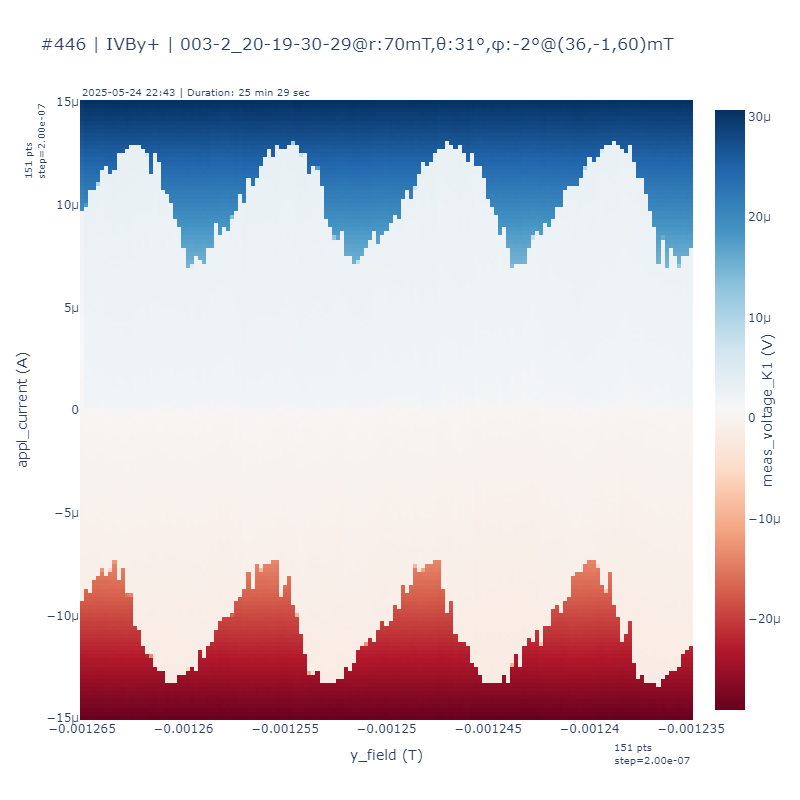 #446 | IVBy+ | 003-2_20-19-30-29@r:70mT,θ:31°,φ:-2°@(36,-1,60)mT
2025-05-24 22:43 | Duration: 25 min 29 sec
151 pts
step=2.00e-07
appl_current (A)
15μ
10μ
5μ
0
−5μ
−10μ
−15μ
−0.001265
−0.00126
−0.001255
−0.00125
−0.001245
−0.00124
−0.001235
y_field (T)
151 pts
step=2.00e-07
30μ
20μ
10μ
0
−10μ
−20μ
meas_voltage_K1 (V)